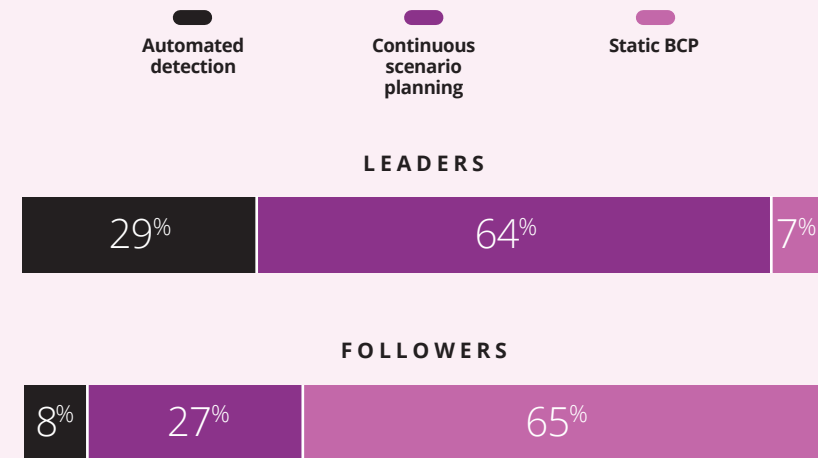 Automated
detection
Continuous
scenario
planning
Static BCP
LEADERS
29% 64% 7%
FOLLOWERS
8% 27% 65%